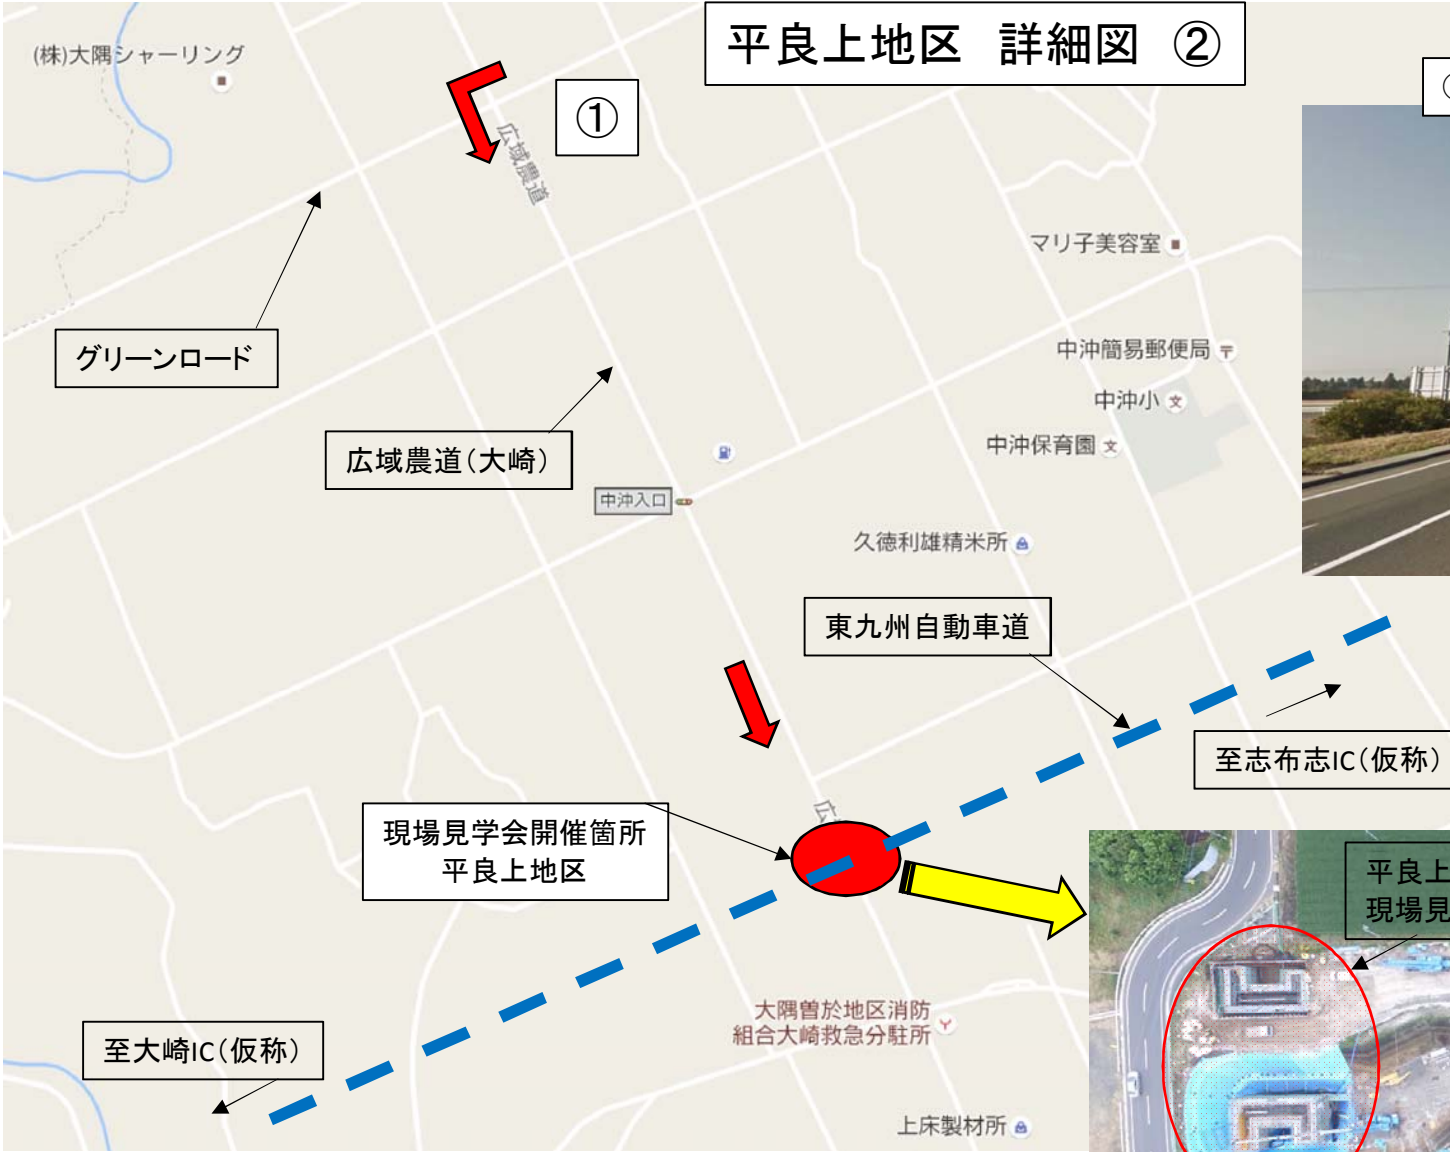 平良上地区　詳細図　②
(株)大隅シャーリング
①
広域農道
マリ子美容室
グリーンロード
中沖簡易郵便局
中沖小
文
広域農道(大崎)
中沖保育園
文
中沖入口
久徳利雄精米所
東九州自動車道
至志布志IC(仮称)
広
現場見学会開催箇所
平良上地区
平良上
現場見
大隅曽於地区消防
組合大崎救急分駐所
至大崎IC(仮称)
上床製材所